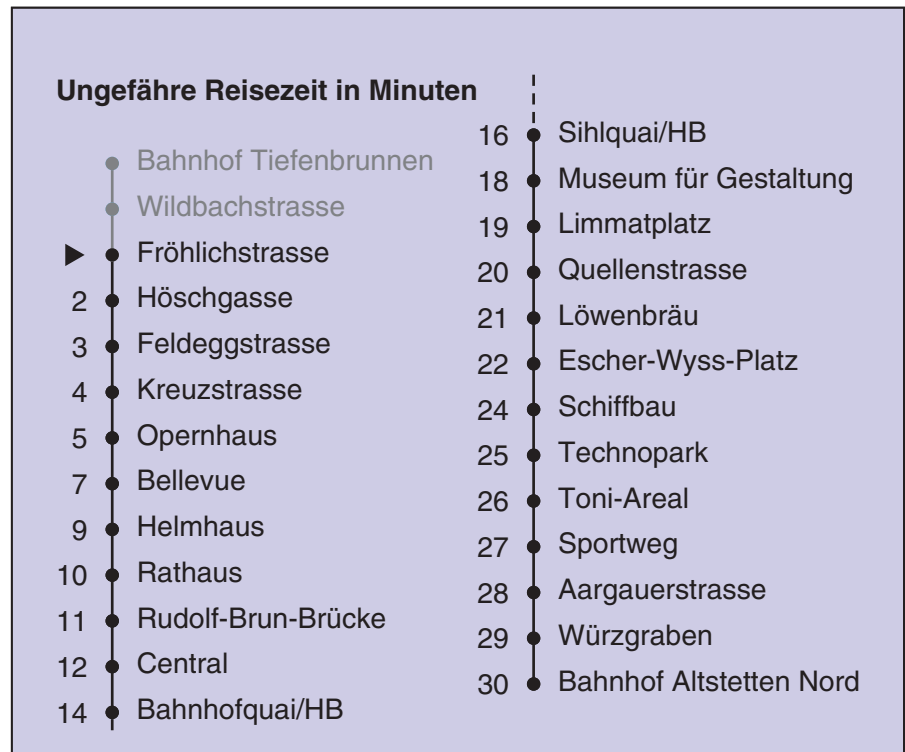 Ungefähre Reisezeit in Minuten
Bahnhof Tiefenbrunnen
Wildbachstrasse
Fröhlichstrasse
2 Höschgasse
3 Feldeggstrasse
4 Kreuzstrasse
5 Opernhaus
7 Bellevue
9 Helmhaus
10 Rathaus
11 Rudolf-Brun-Brücke
12 Central
14 Bahnhofquai/HB
16 Sihlquai/HB
18 Museum für Gestaltung
19 Limmatplatz
20 Quellenstrasse
21 Löwenbräu
22 Escher-Wyss-Platz
24 Schiffbau
25 Technopark
26 Toni-Areal
27 Sportweg
28 Aargauerstrasse
29 Würzgraben
30 Bahnhof Altstetten Nord